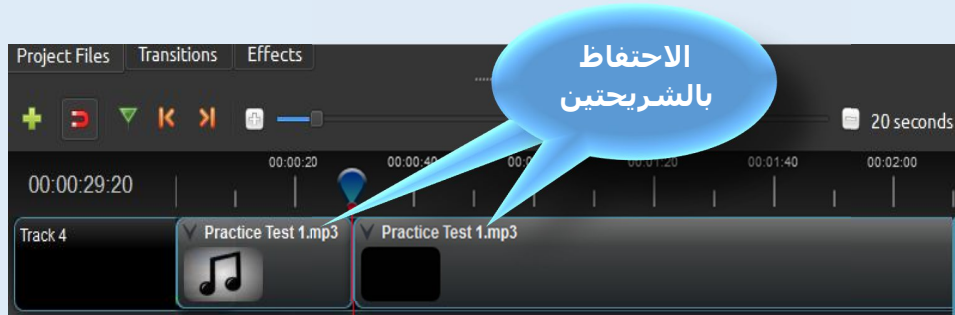 الاحتفاظ
بالشريحتين
Project Files Transitions Effects
20 seconds
00:00:20 00:00:40 00:01:20 00:01:40 00:02:00
00:00:29:20
Track 4 Practice Test 1.mp3 Practice Test 1.mp3